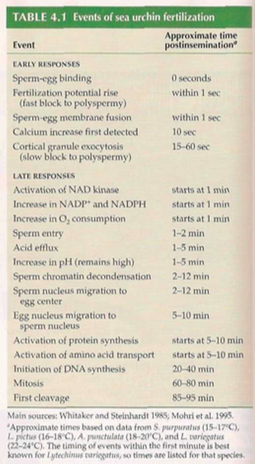 TABLE 4.1 Events of sea urchin fertilization
Event Approximate time postinseminationª
EARLY RESPONSES
Sperm-egg binding 0 seconds
Fertilization potential rise within 1 sec
(fast block to polyspermy)
Sperm-egg membrane fusion within 1 sec
Calcium increase first detected 10 sec
Cortical granule exocytosis 15–60 sec
(slow block to polyspermy)
LATE RESPONSES
Activation of NAD kinase starts at 1 min
Increase in NADP⁺ and NADPH starts at 1 min
Increase in O₂ consumption starts at 1 min
Sperm entry 1–2 min
Acid efflux 1–5 min
Increase in pH (remains high) 1–5 min
Sperm chromatin decondensation 2–12 min
Sperm nucleus migration to 2–12 min
egg center
Egg nucleus migration to 5–10 min
sperm nucleus
Activation of protein synthesis starts at 5–10 min
Activation of amino acid transport starts at 5–10 min
Initiation of DNA synthesis 20–40 min
Mitosis 60–80 min
First cleavage 85–95 min
Main sources: Whitaker and Steinhardt 1985; Mohri et al. 1995.
ªApproximate times based on data from S. purpuratus (15–17°C),
L. pictus (16–18°C), A. punctulata (18–20°C), and L. variegatus
(22–24°C). The timing of events within the first minute is best
known for Lytechinus variegatus, so times are listed for that species.